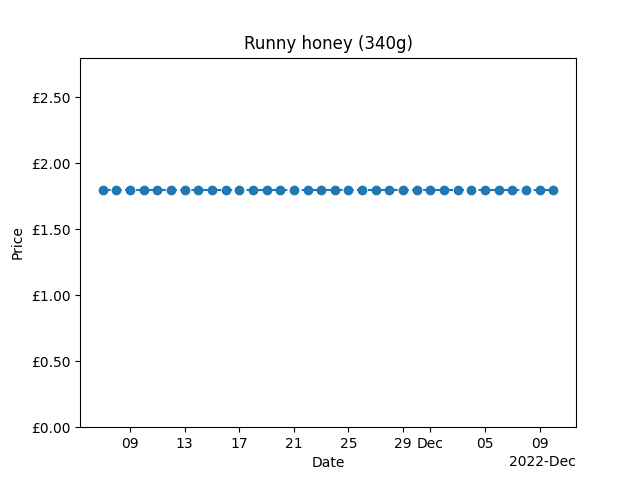 Runny honey (340g)
£2.50
£2.00
£1.50
£1.00
£0.50
£0.00
Price
09 13 17 21 25 29 Dec 05 09
Date
2022-Dec